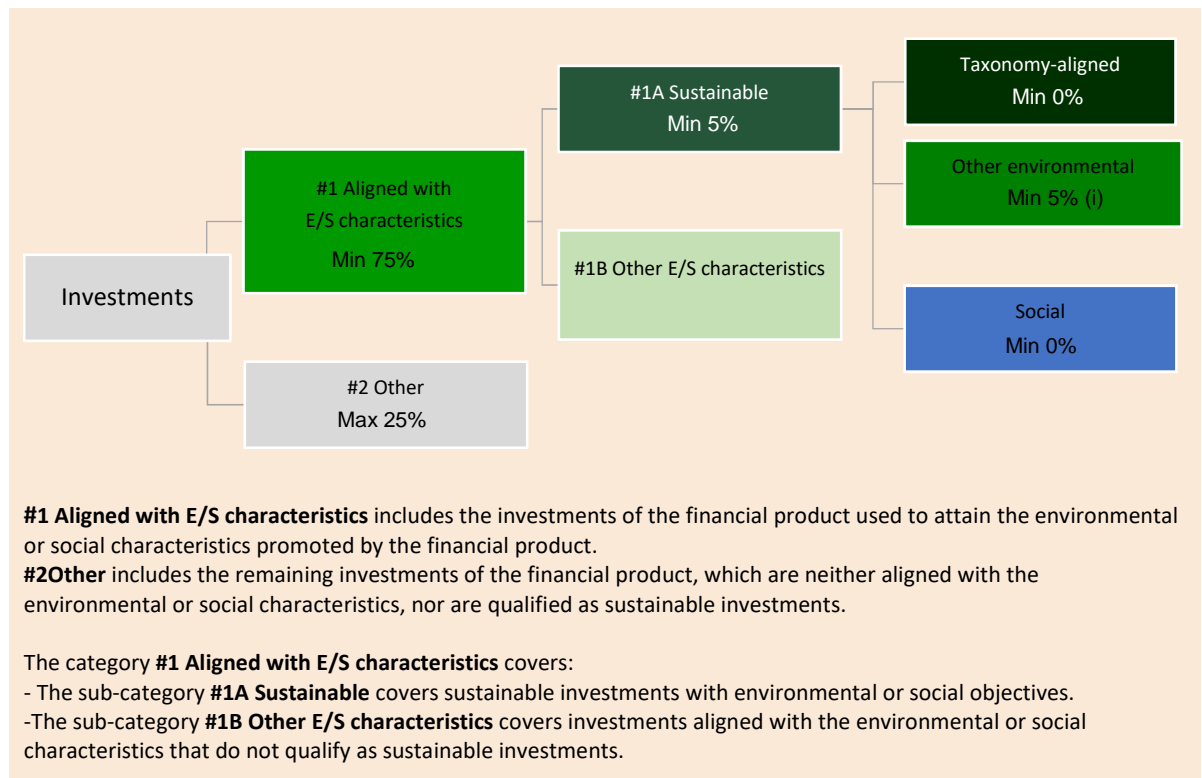 Investments
#1 Aligned with
E/S characteristics
Min 75%
#2 Other
Max 25%
#1A Sustainable
Min 5%
#1B Other E/S characteristics
Taxonomy-aligned
Min 0%
Other environmental
Min 5% (i)
Social
Min 0%
#1 Aligned with E/S characteristics includes the investments of the financial product used to attain the environmental
or social characteristics promoted by the financial product.
#2Other includes the remaining investments of the financial product, which are neither aligned with the
environmental or social characteristics, nor are qualified as sustainable investments.
The category #1 Aligned with E/S characteristics covers:
- The sub-category #1A Sustainable covers sustainable investments with environmental or social objectives.
-The sub-category #1B Other E/S characteristics covers investments aligned with the environmental or social
characteristics that do not qualify as sustainable investments.